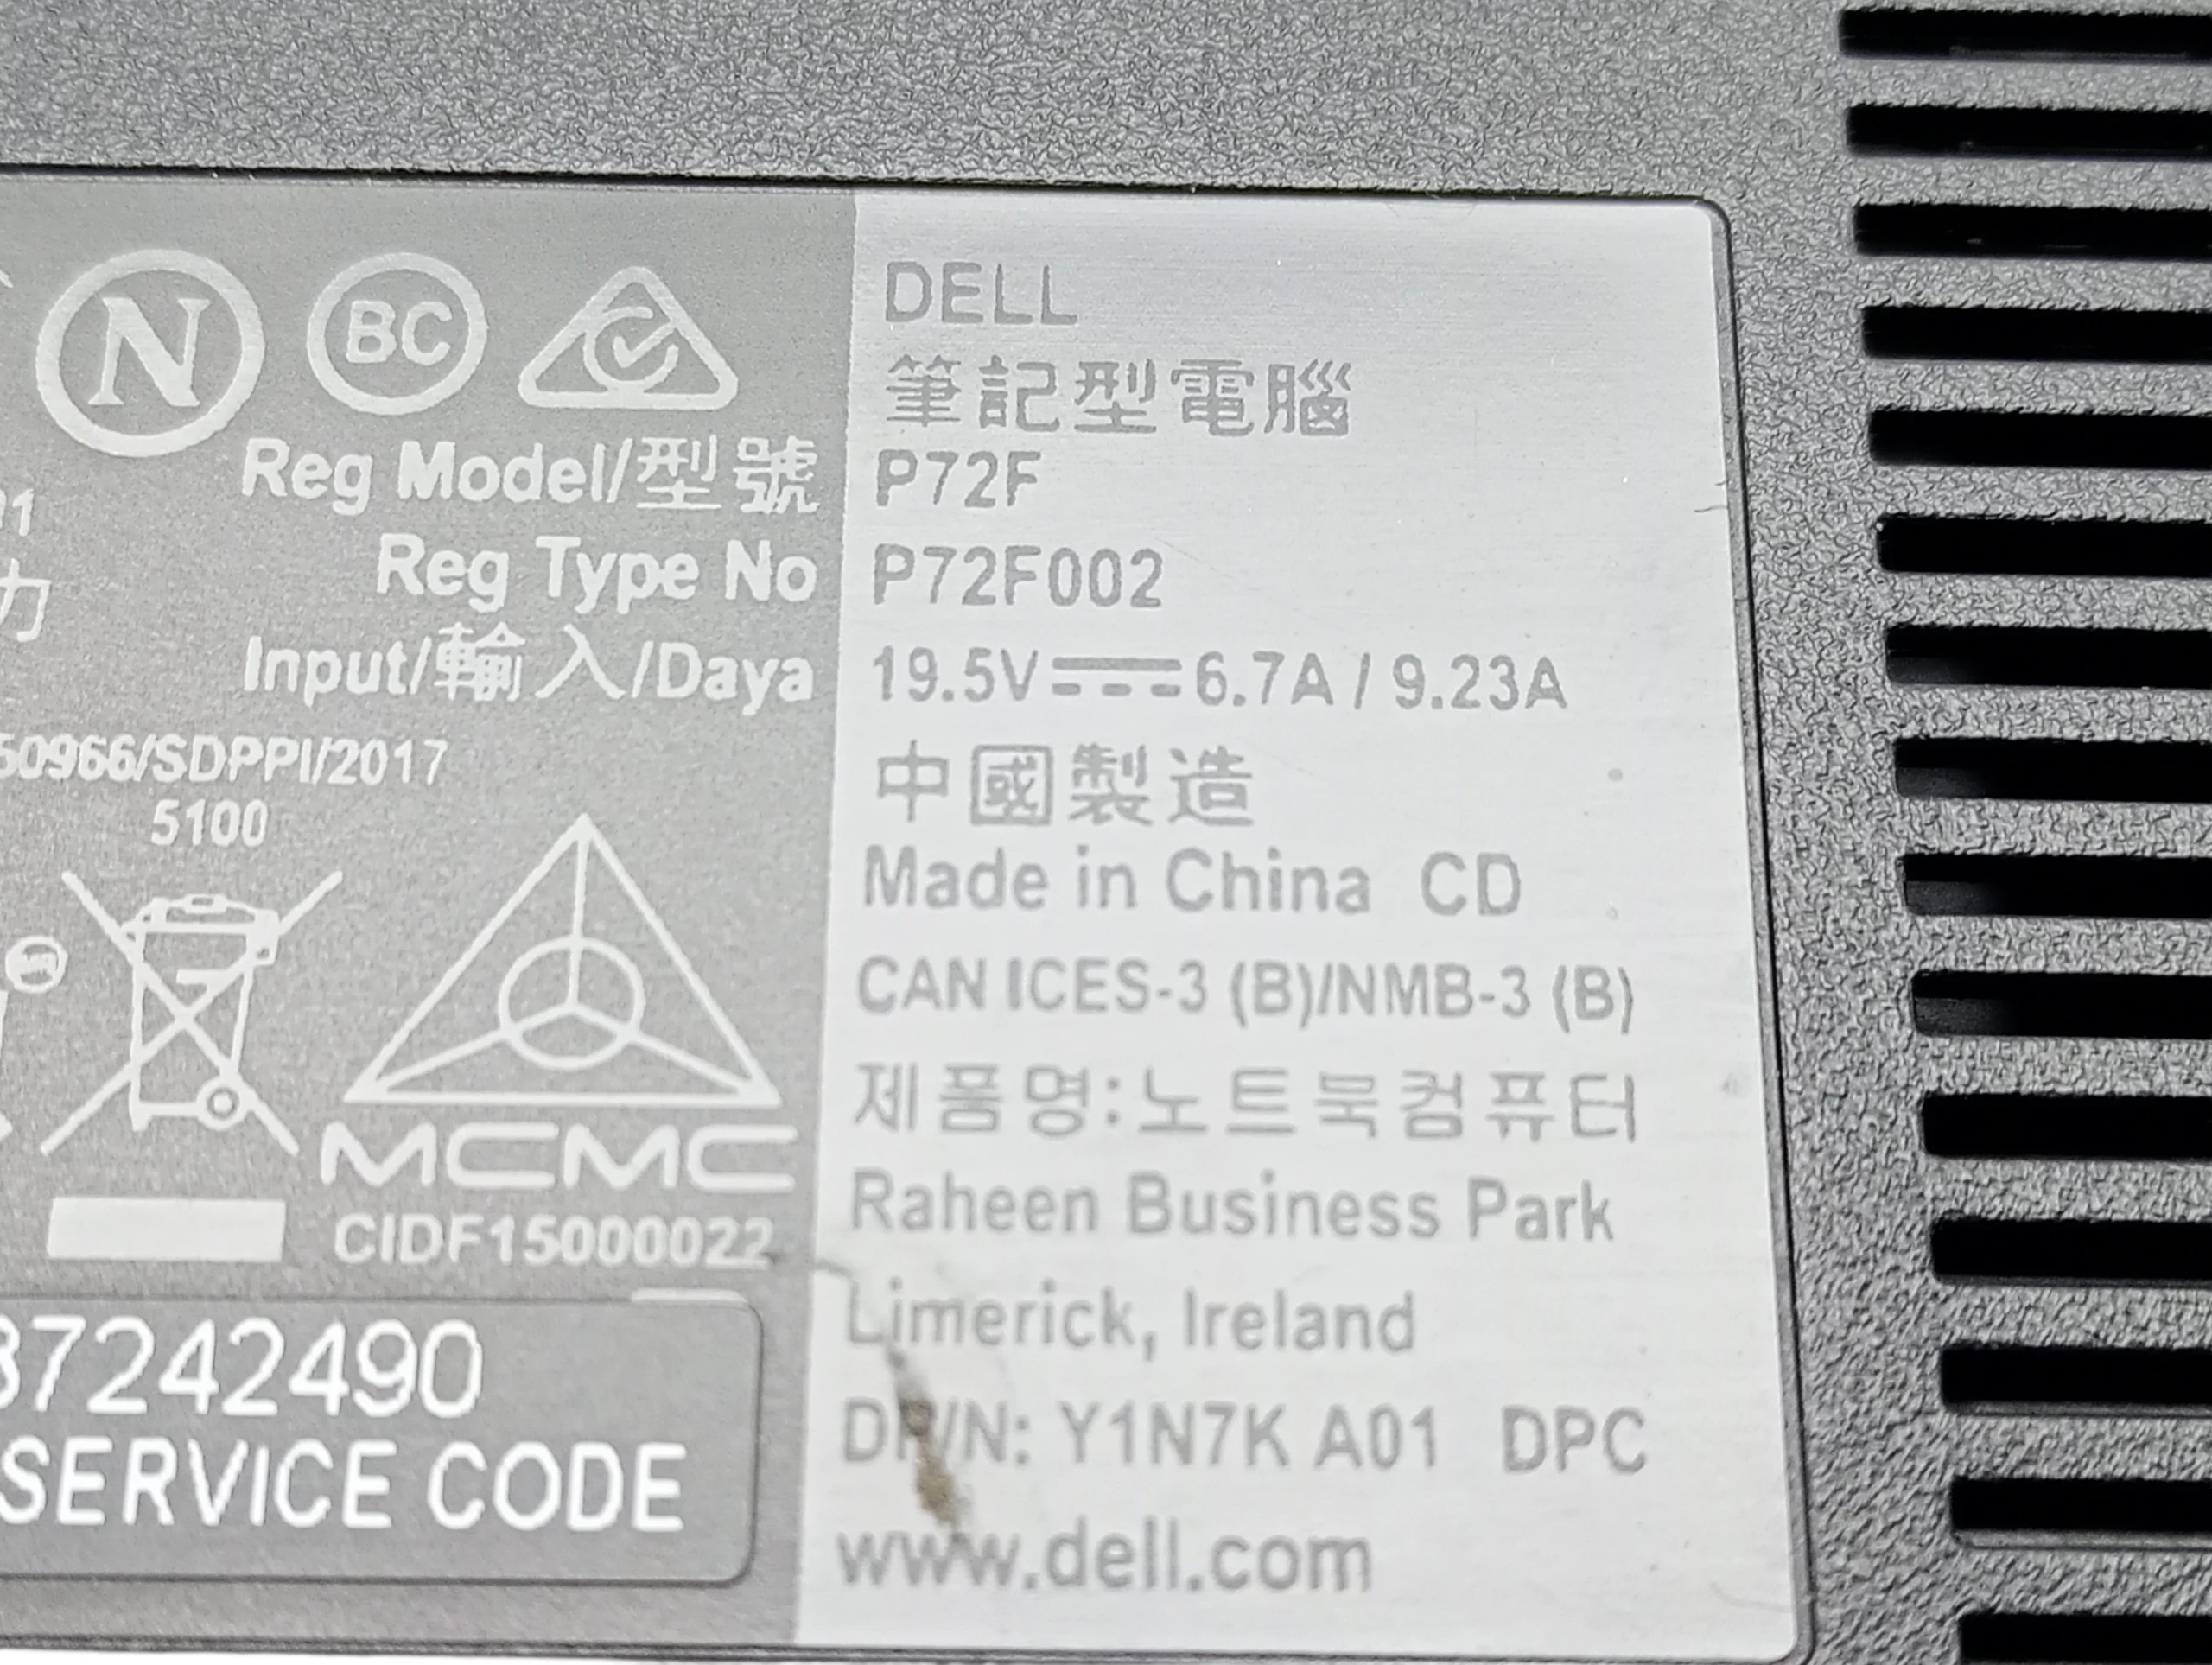 N BC
DELL
筆記型電腦
Reg Model/型號 P72F
Reg Type No P72F002
Input/輸入/Daya 19.5V 6.7A / 9.23A
力
50966/SDPPI/2017
5100
中國製造
Made in China CD
CAN ICES-3 (B)/NMB-3 (B)
제품명:노트북컴퓨터
MCMC
CIDF15000022
Raheen Business Park
Limerick, Ireland
37242490
SERVICE CODE
DP/N: Y1N7K A01 DPC
www.dell.com